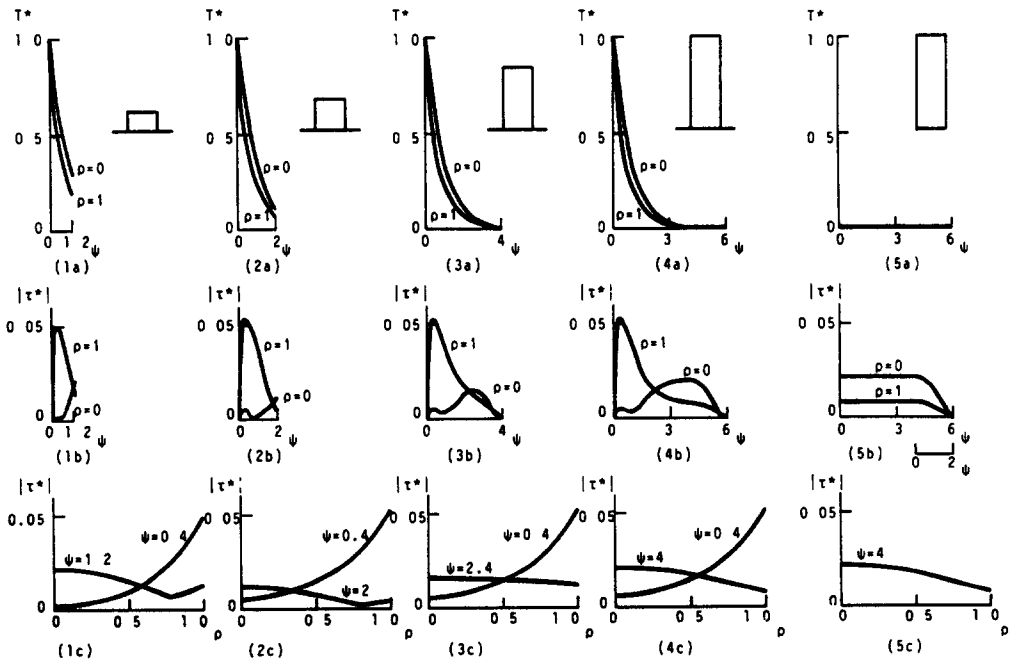 T* T* T* T* T*
1 0 1 0 1 0 1 0 1 0
0 5 0 5 0 5 0 5 0 5
ρ=0 ρ=0 ρ=0 ρ=0
ρ=1 ρ=1 ρ=1 ρ=1
0 0 0 0 0
0 1 2 ψ 0 2 ψ 0 4 ψ 0 3 6 ψ 0 3 6 ψ
(1a) (2a) (3a) (4a) (5a)
|τ*| |τ*| |τ*| |τ*| |τ*|
0 05 0 05 0 05 0 05 0 05
ρ=1 ρ=1 ρ=1 ρ=1 ρ=0
ρ=0 ρ=0 ρ=0 ρ=0 ρ=1
0 0 0 0 0
0 1 2 ψ 0 2 ψ 0 4 ψ 0 3 6 ψ 0 3 6 ψ
(1b) (2b) (3b) (4b) (5b)
0 2 ψ
|τ*| |τ*| |τ*| |τ*| |τ*|
0.05 0 05 0 05 0 05 0 05
ψ=0 4 ψ=0.4 ψ=0 4 ψ=0 4
ψ=1 2 ψ=2 ψ=2.4 ψ=4 ψ=4
0 0 0 0 0
0 0 5 1 0 ρ 0 0 5 1 0 ρ 0 0 5 1 0 ρ 0 0 5 1 0 ρ 0 0 5 1 0 ρ
(1c) (2c) (3c) (4c) (5c)